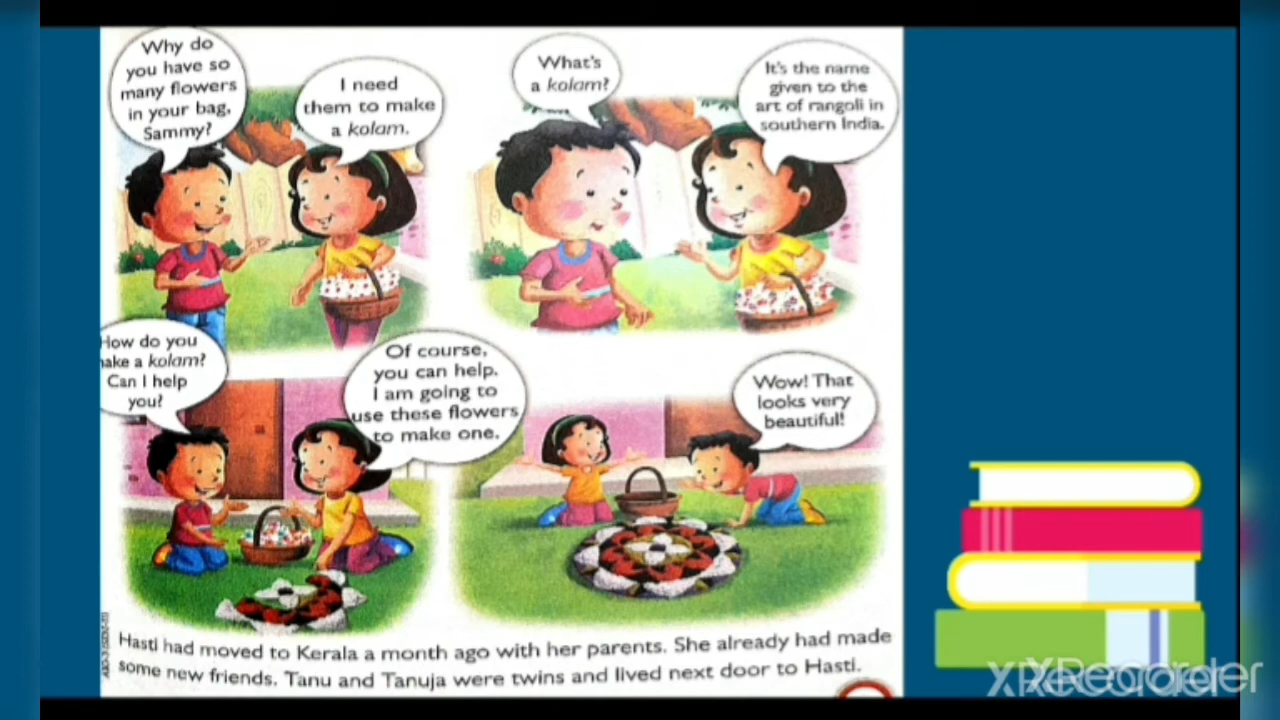 Why do
you have so
many flowers
in your bag,
Sammy?
I need
them to make
a kolam.
What's
a kolam?
It's the name
given to the
art of rangoli in
southern India.
How do you
make a kolam?
Can I help
you?
Of course,
you can help.
I am going to
use these flowers
to make one.
Wow! That
looks very
beautiful!
Hasti had moved to Kerala a month ago with her parents. She already had made
some new friends. Tanu and Tanuja were twins and lived next door to Hasti.
XRecorder